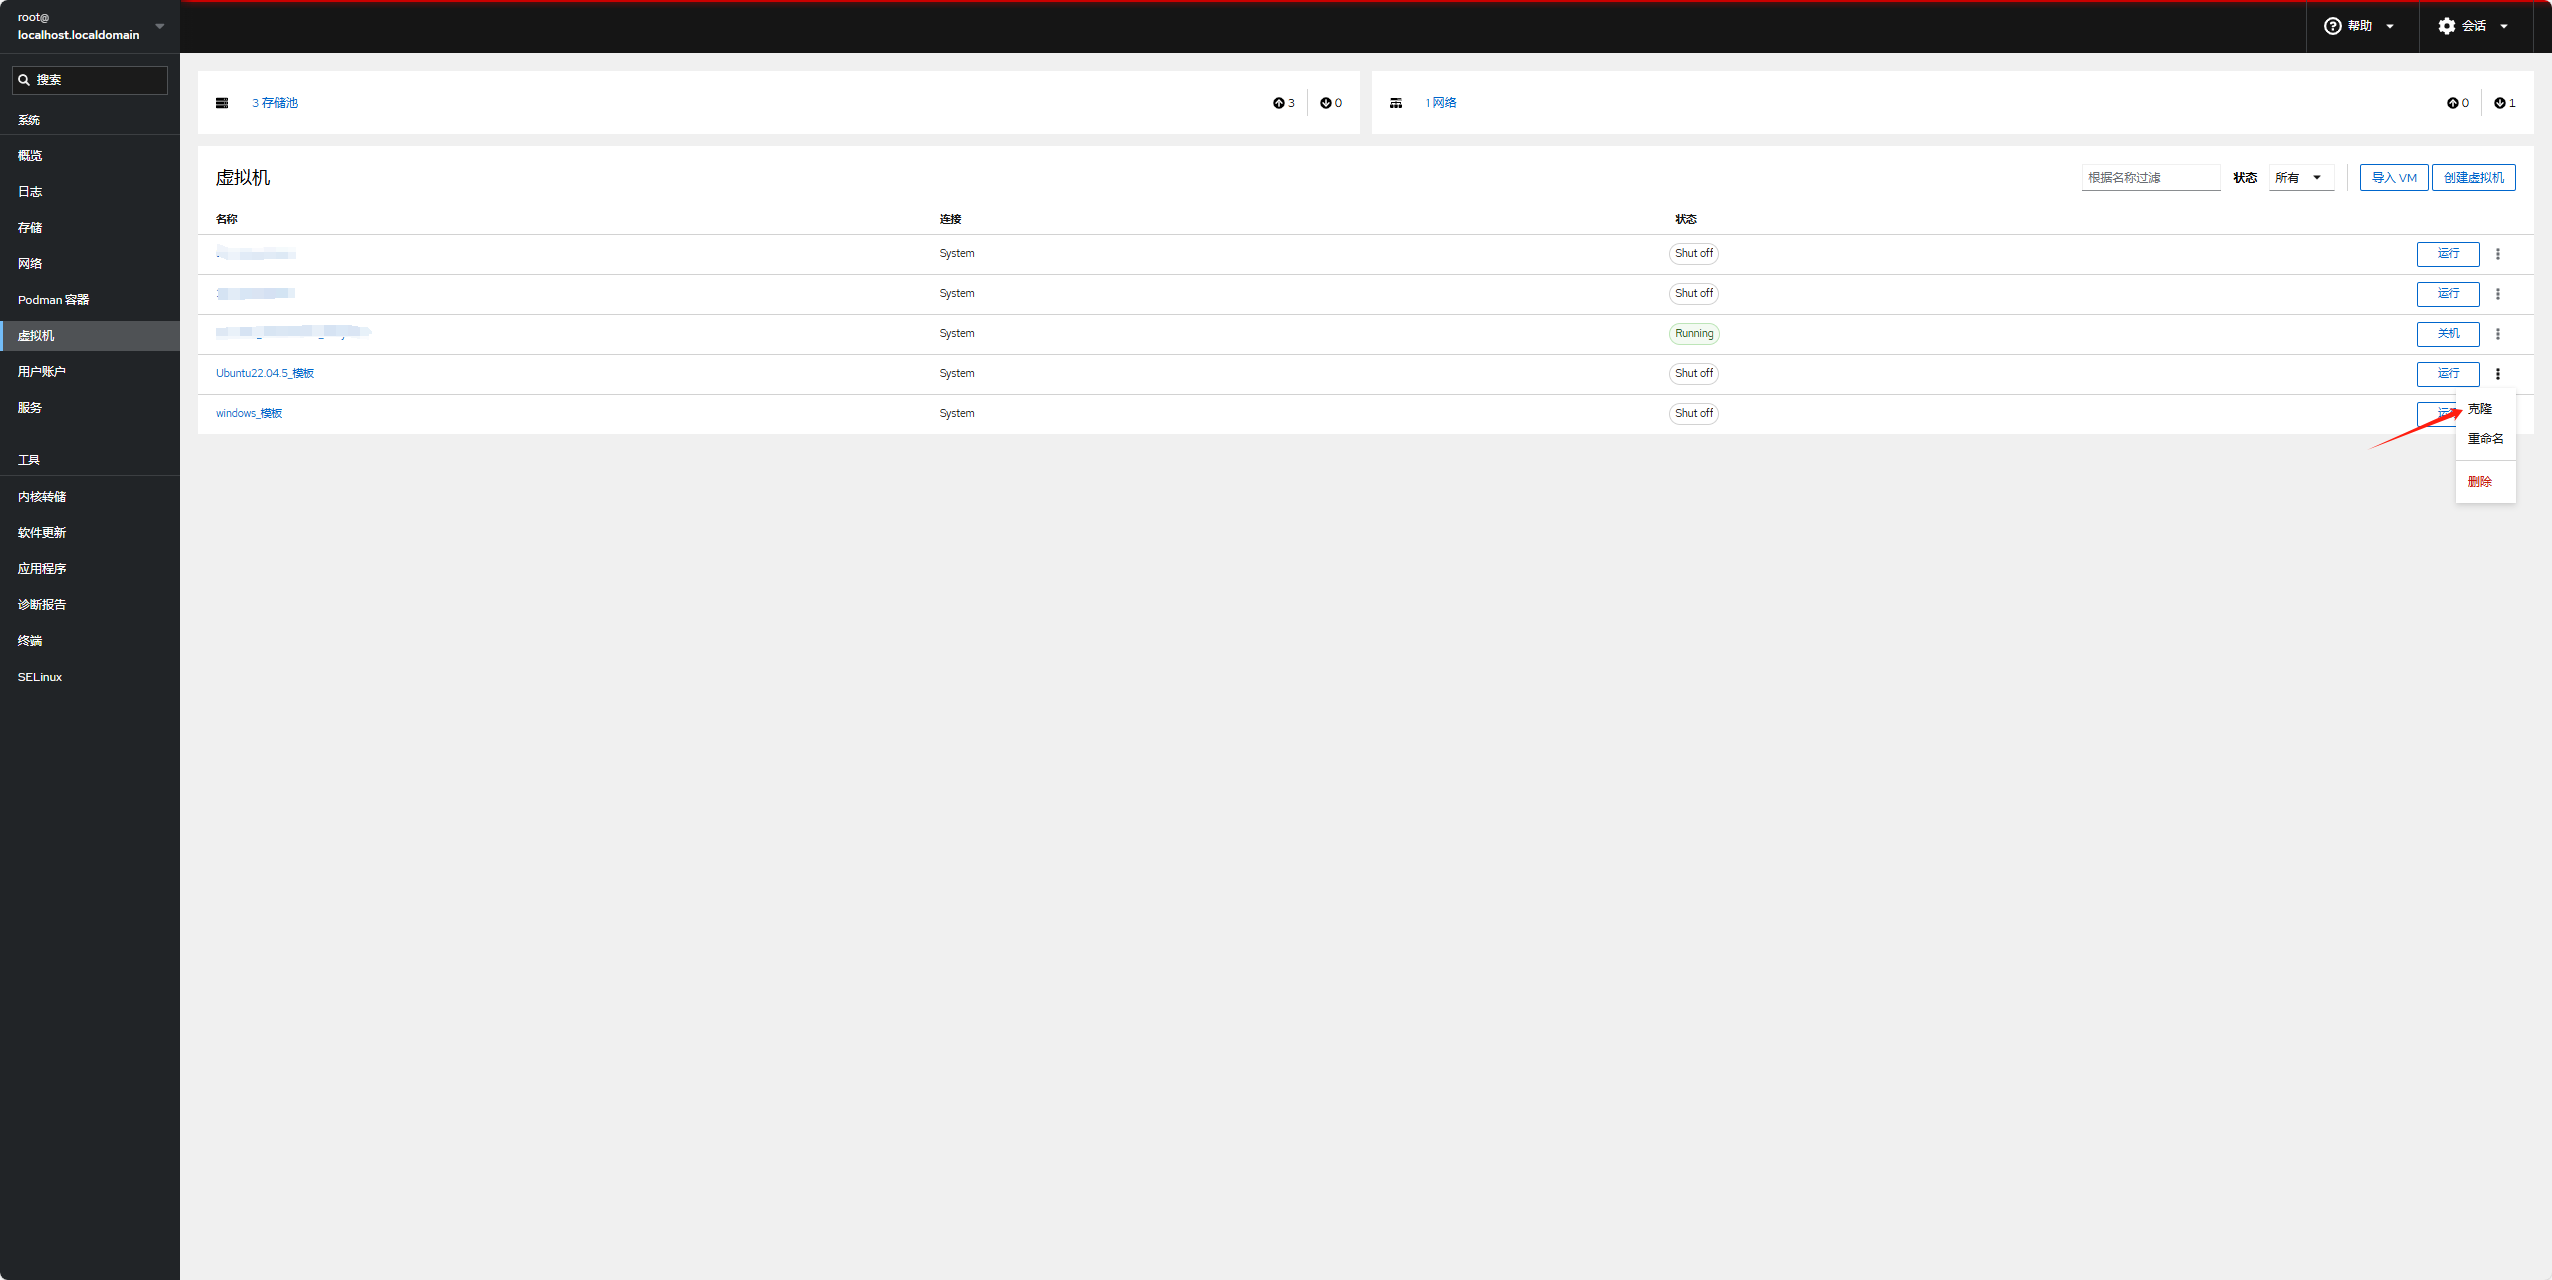 root@
localhost.localdomain
帮助
会话
搜索
系统
概览
日志
存储
网络
Podman 容器
虚拟机
用户账户
服务
工具
内核转储
软件更新
应用程序
诊断报告
终端
SELinux
3 存储池
3
0
1 网络
0
1
虚拟机
根据名称过滤
状态
所有
导入 VM
创建虚拟机
名称 连接 状态
System Shut off 运行
System Shut off 运行
System Running 关机
Ubuntu22.04.5_模板 System Shut off 运行
windows_模板 System Shut off
克隆
重命名
删除